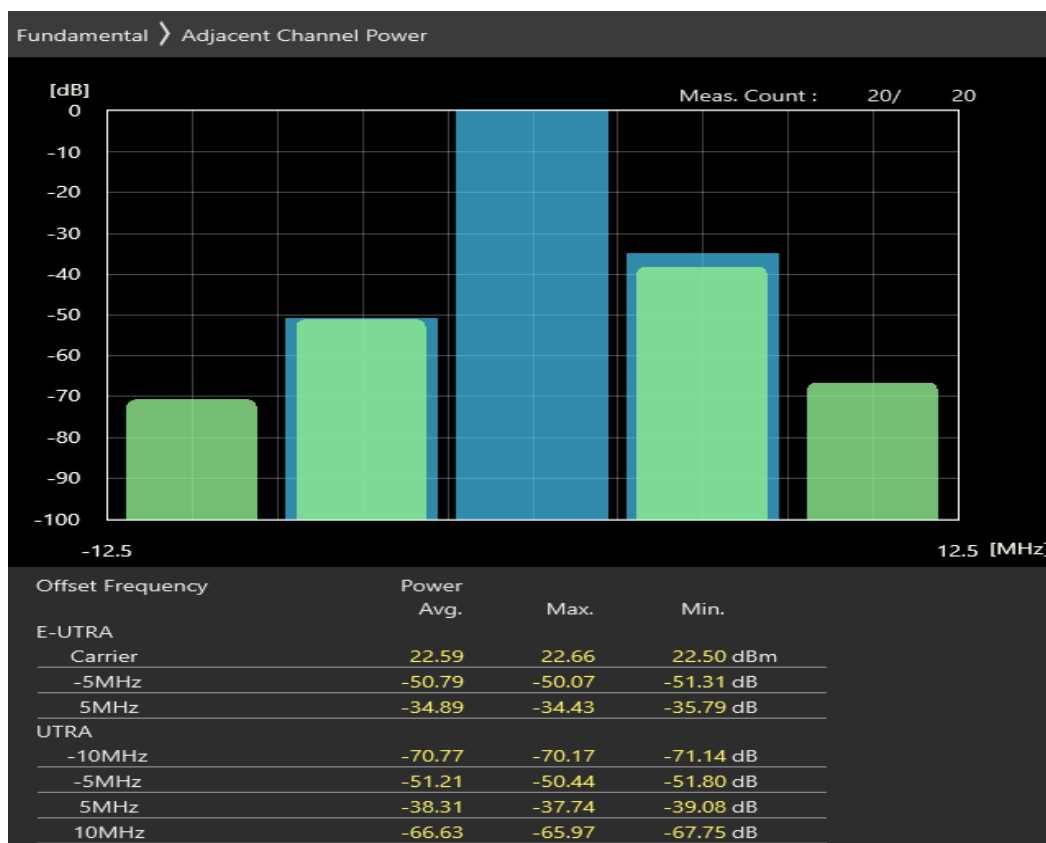 Fundamental 〉 Adjacent Channel Power
[dB]
Meas. Count : 20/ 20
0
-10
-20
-30
-40
-50
-60
-70
-80
-90
-100
-12.5 12.5 [MHz]
Offset Frequency Power
Avg. Max. Min.
E-UTRA
Carrier 22.59 22.66 22.50 dBm
-5MHz -50.79 -50.07 -51.31 dB
5MHz -34.89 -34.43 -35.79 dB
UTRA
-10MHz -70.77 -70.17 -71.14 dB
-5MHz -51.21 -50.44 -51.80 dB
5MHz -38.31 -37.74 -39.08 dB
10MHz -66.63 -65.97 -67.75 dB